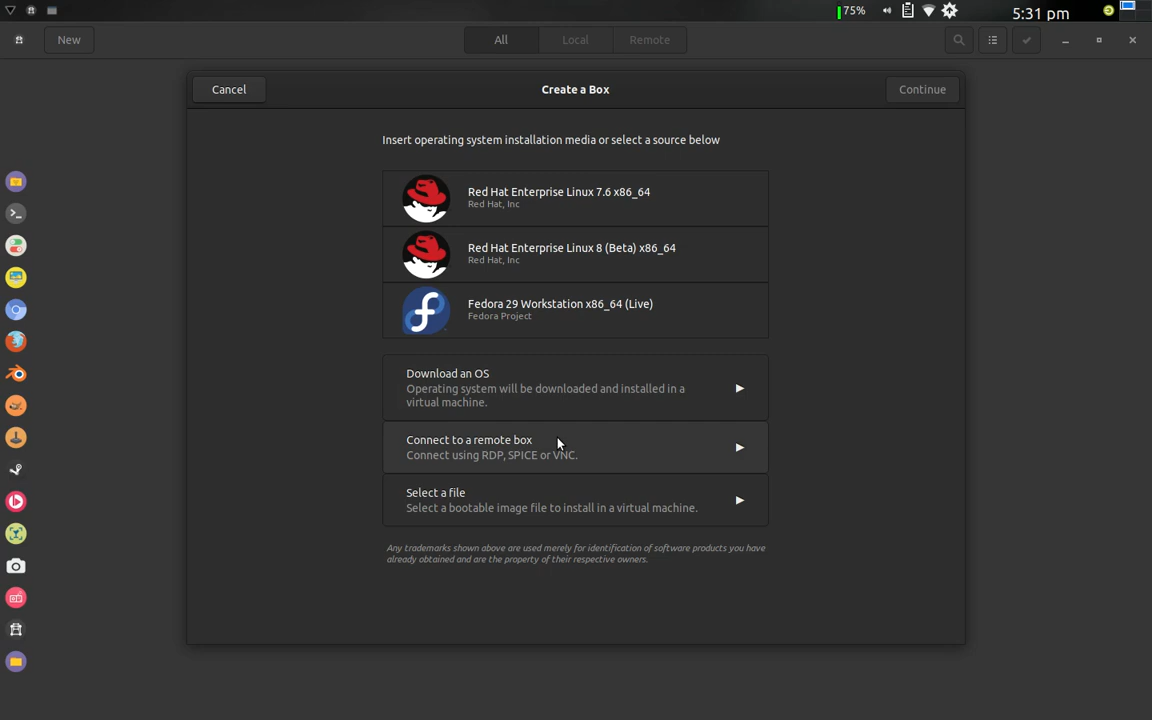 75%
5:31 pm
New
All
Local
Remote
Cancel
Create a Box
Continue
Insert operating system installation media or select a source below
Red Hat Enterprise Linux 7.6 x86_64
Red Hat, Inc
Red Hat Enterprise Linux 8 (Beta) x86_64
Red Hat, Inc
Fedora 29 Workstation x86_64 (Live)
Fedora Project
Download an OS
Operating system will be downloaded and installed in a
virtual machine.
Connect to a remote box
Connect using RDP, SPICE or VNC.
Select a file
Select a bootable image file to install in a virtual machine.
Any trademarks shown above are used merely for identification of software products you have
already obtained and are the property of their respective owners.